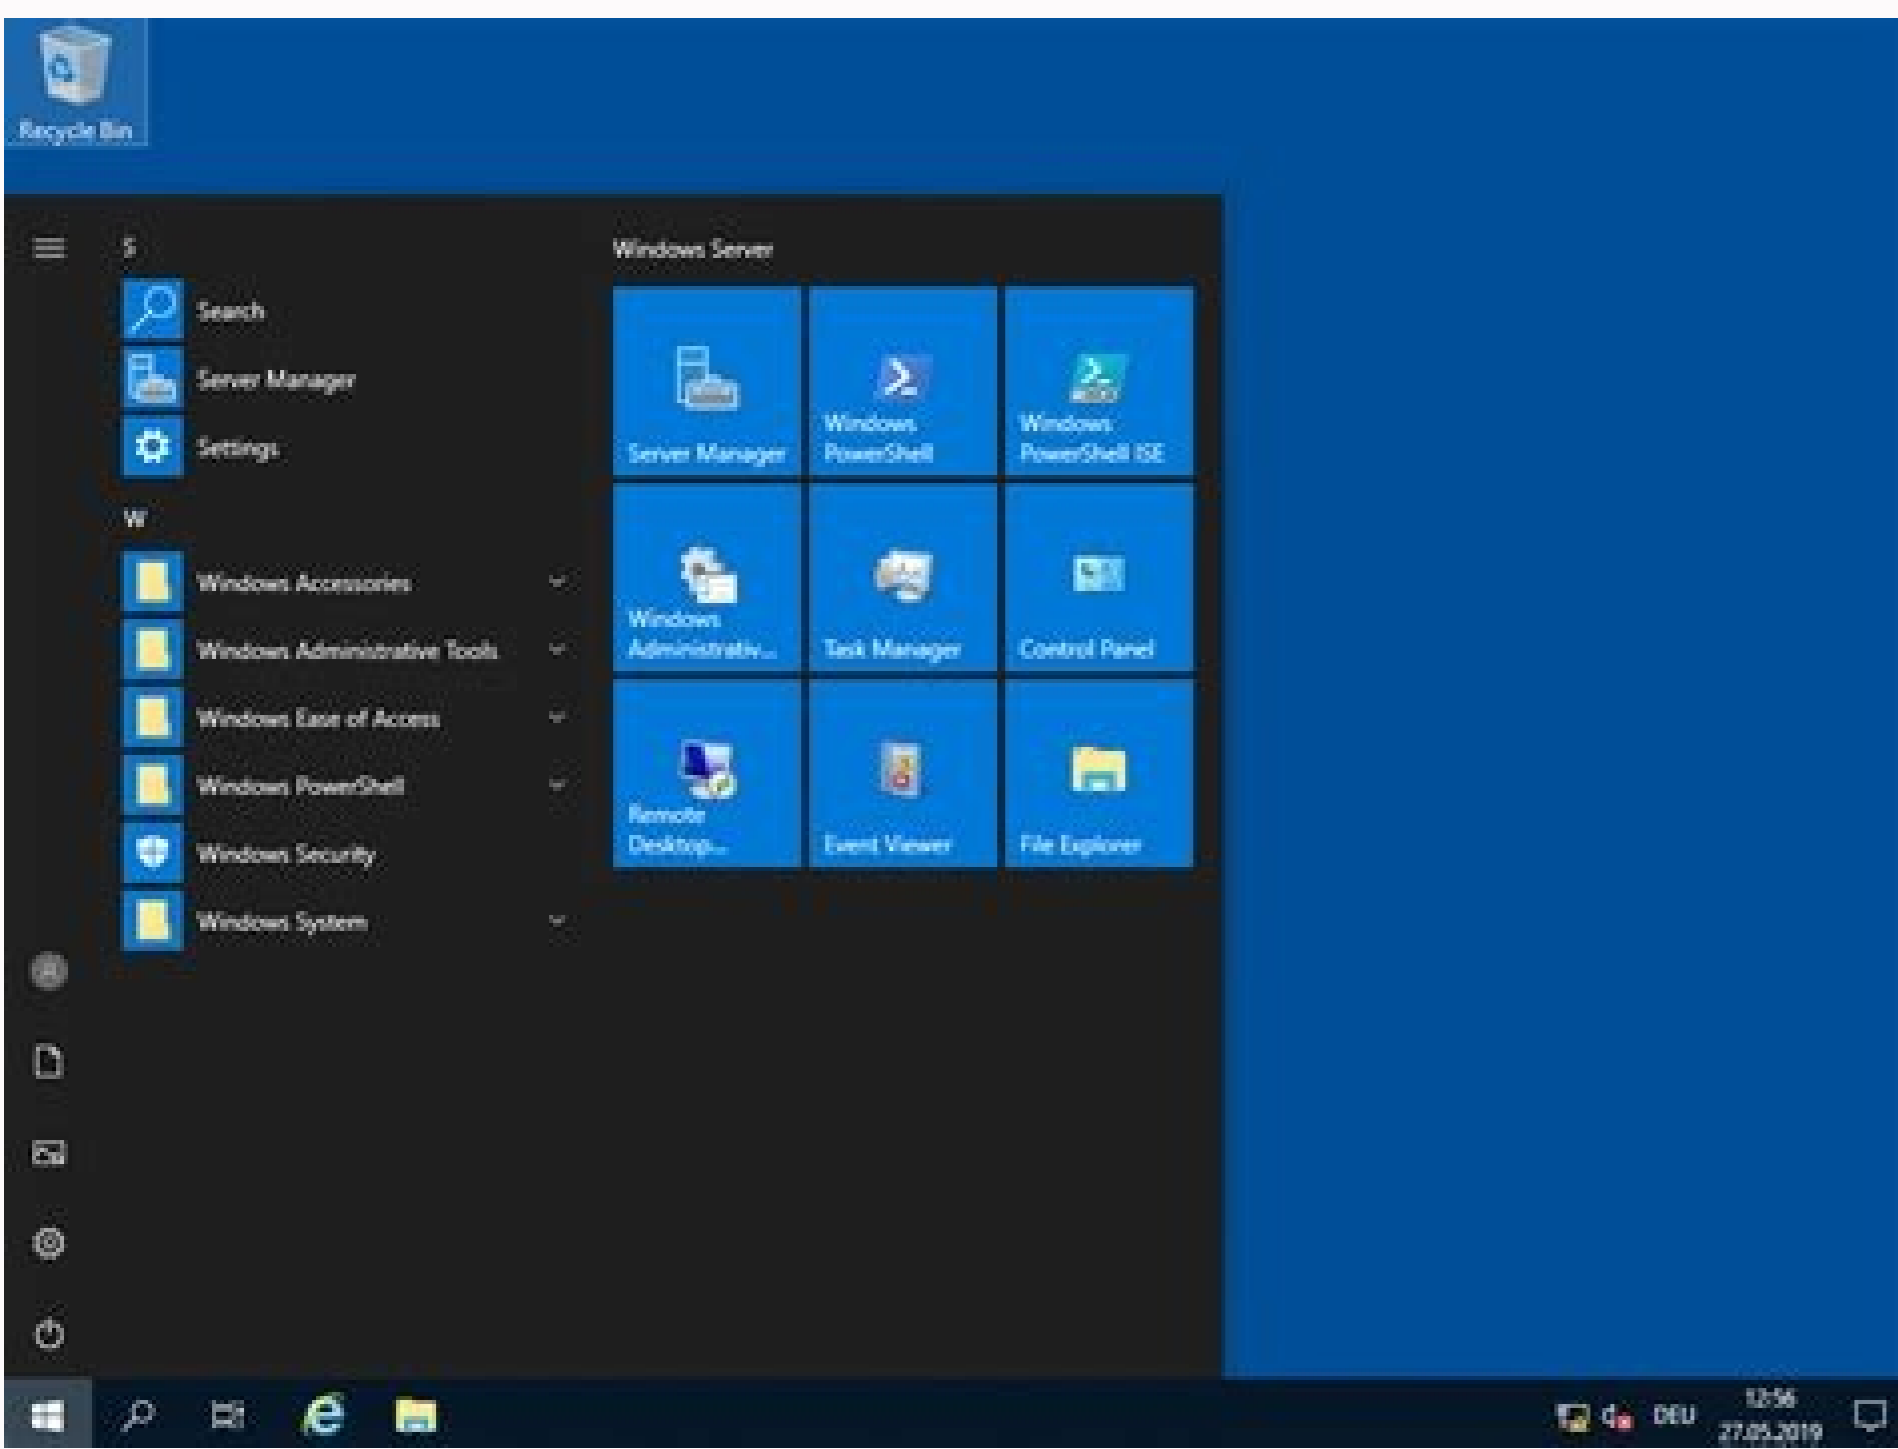 Recycle Bin
S
Search
Server Manager
Settings
W
Windows Accessories
Windows Administrative Tools
Windows Ease of Access
Windows PowerShell
Windows Security
Windows System
Windows Server
Server Manager
Windows
PowerShell
Windows
PowerShell ISE
Windows
Administrativ...
Task Manager
Control Panel
Remote
Desktop...
Event Viewer
File Explorer
DEU
12:56
27.05.2019